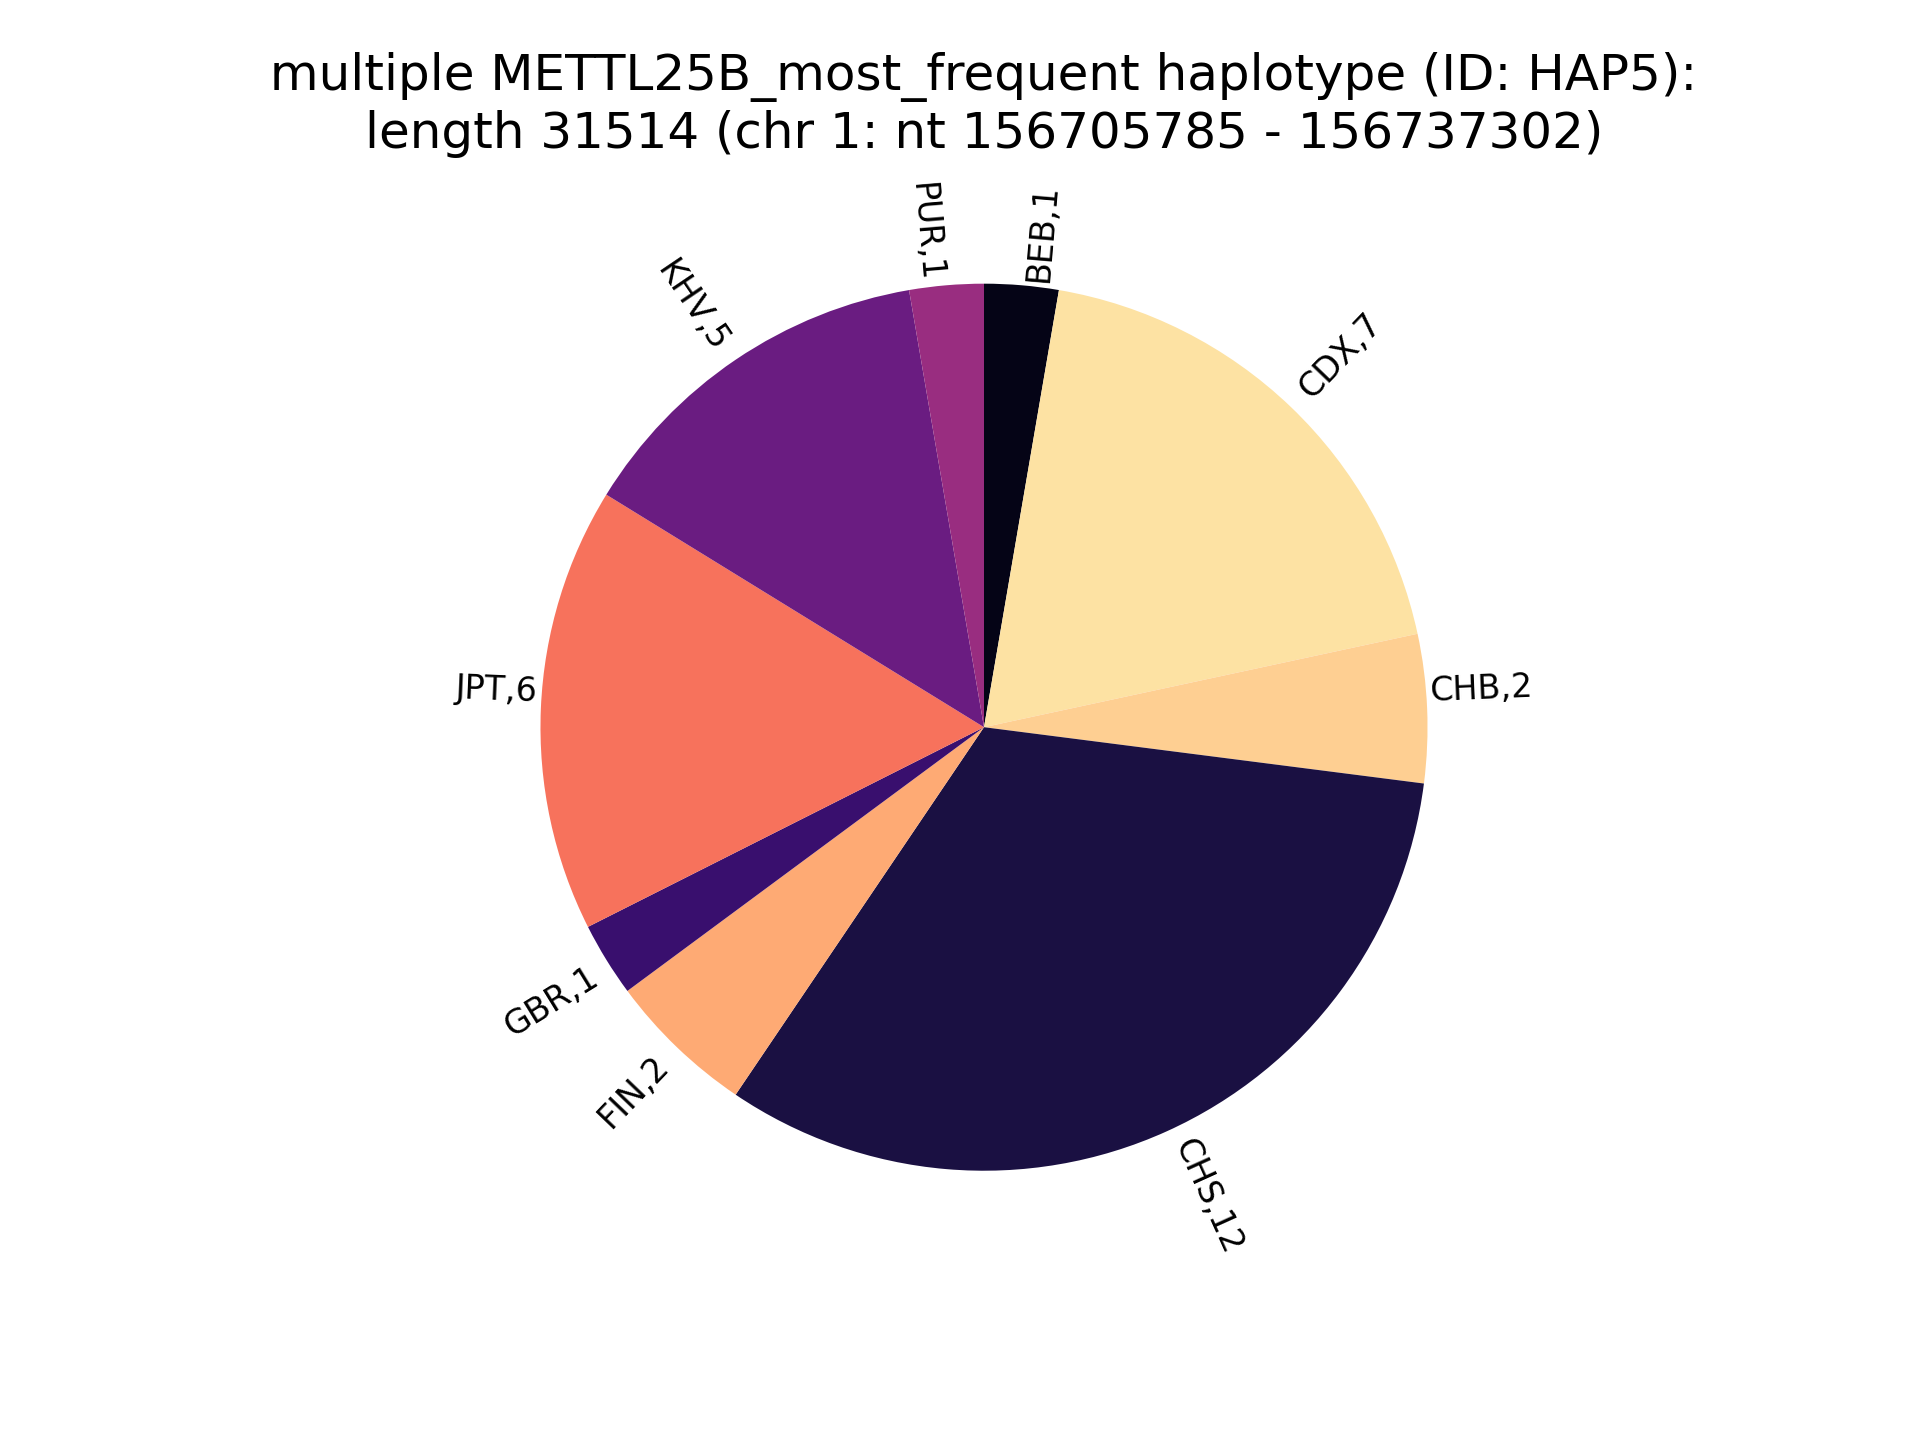 multiple METTL25B_most_frequent haplotype (ID: HAP5):
length 31514 (chr 1: nt 156705785 - 156737302)
PUR,1
BEB,1
KHV,5
CDX,7
JPT,6
CHB,2
GBR,1
FIN,2
CHS,12